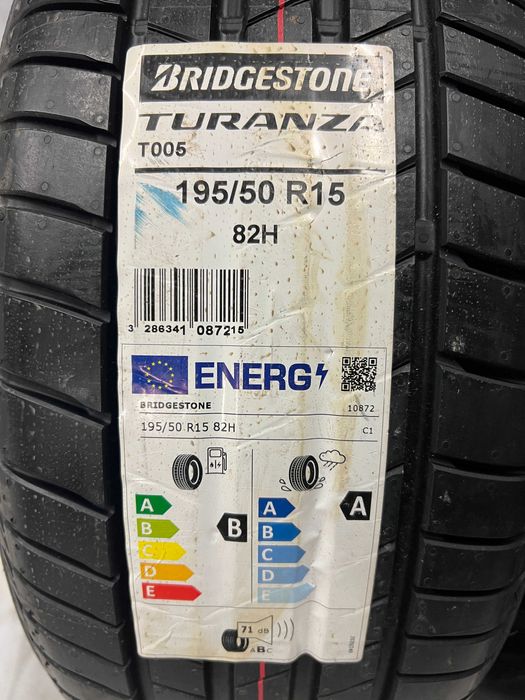 BRIDGESTONE
TURANZA
T005
195/50 R15
82H
3 286341 087215
ENERG
BRIDGESTONE 10872
195/50 R15 82H C1
A A
B B B
C C
D D
E E
A
71 dB
ABC